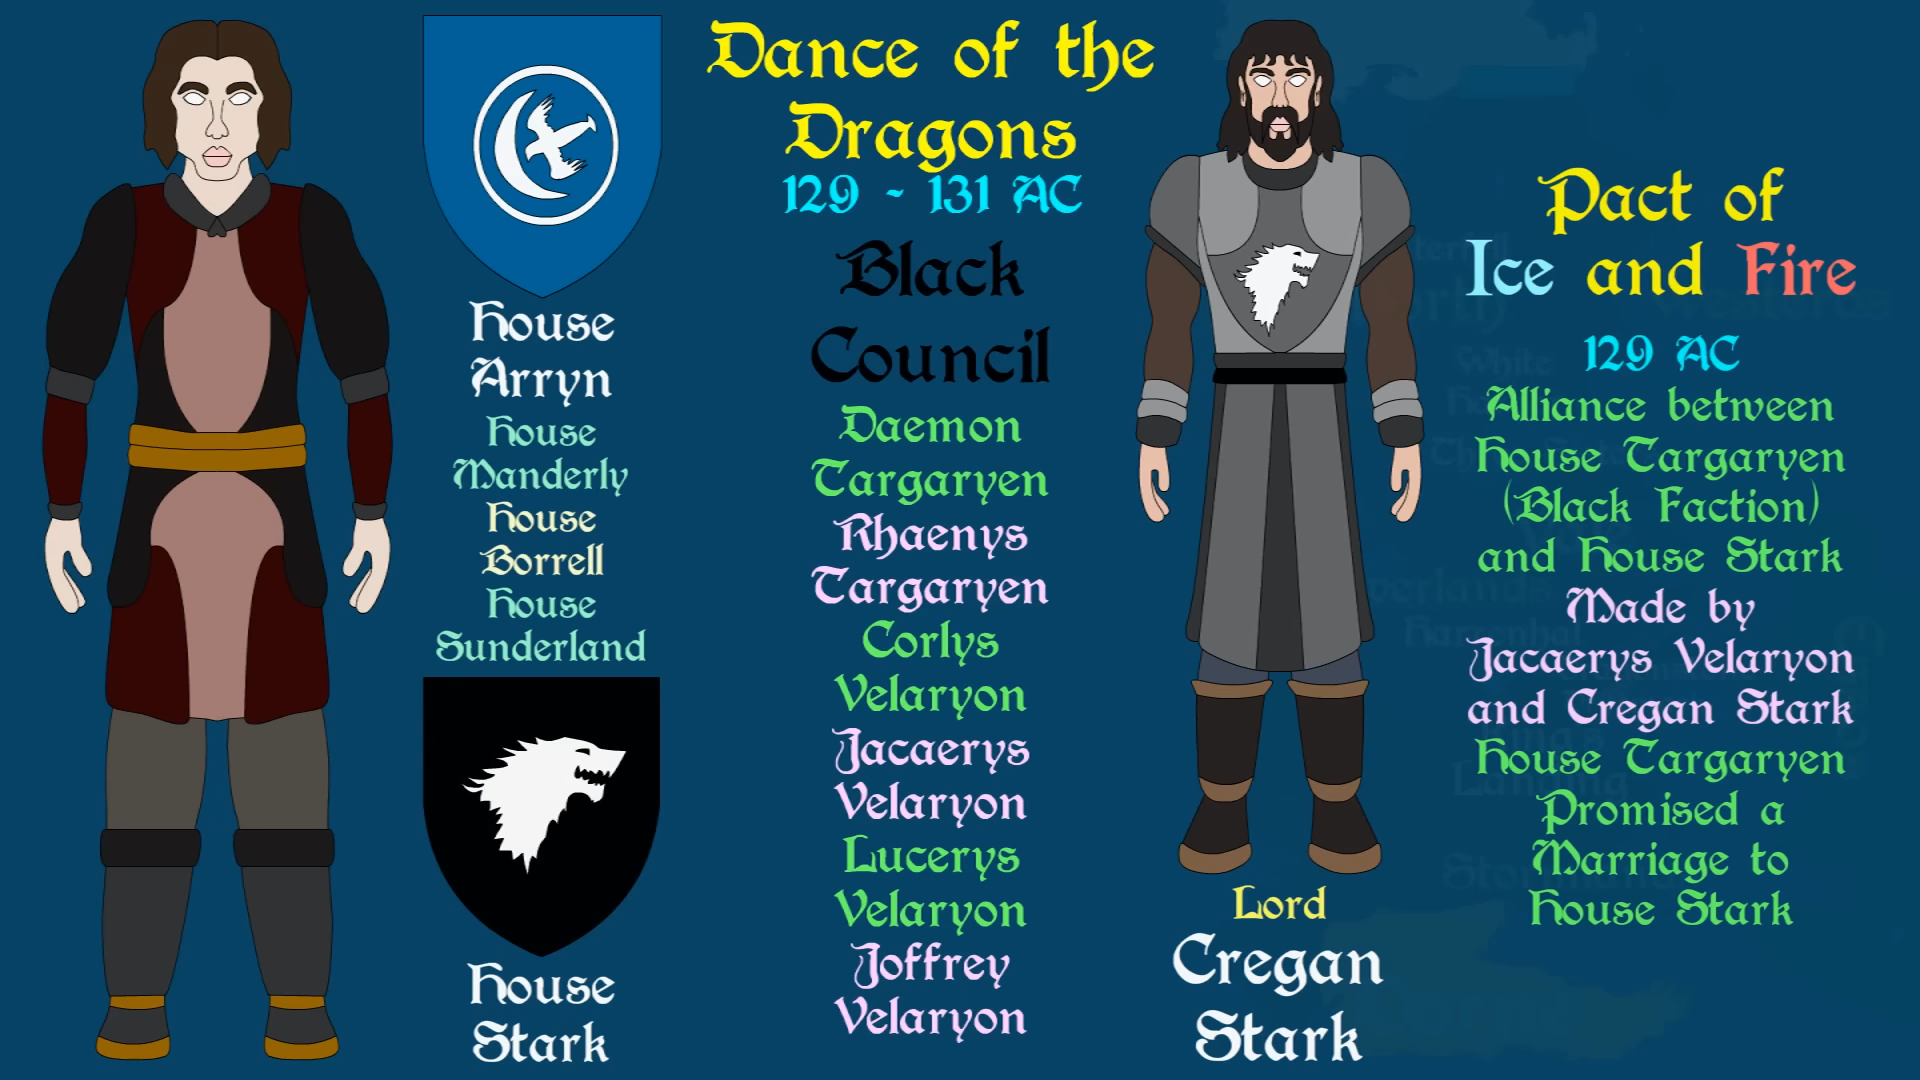 House
Arryn
House
Manderly
House
Borrell
House
Sunderland
House
Stark
Dance of the
Dragons
129 - 131 AC
Black
Council
Daemon
Targaryen
Rhaenys
Targaryen
Corlys
Velaryon
Jacaerys
Velaryon
Lucerys
Velaryon
Joffrey
Velaryon
Lord
Cregan
Stark
Pact of
Ice and Fire
129 AC
Alliance between
House Targaryen
(Black Faction)
and House Stark
Made by
Jacaerys Velaryon
and Cregan Stark
House Targaryen
Promised a
Marriage to
House Stark